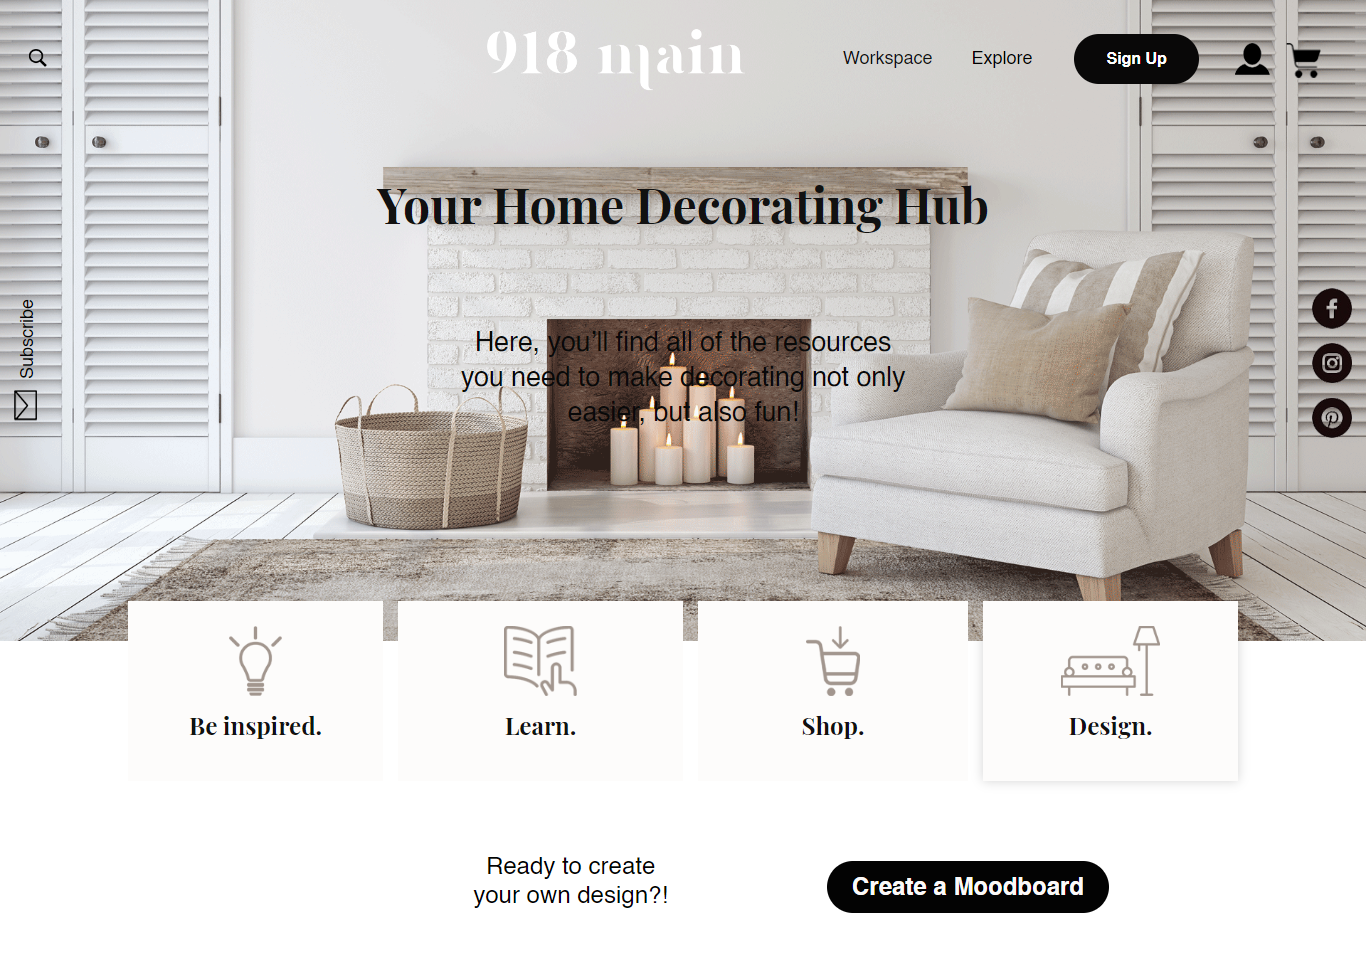 918 main
Workspace
Explore
Sign Up
Your Home Decorating Hub
Subscribe
Here, you’ll find all of the resources
you need to make decorating not only
easier, but also fun!
Be inspired.
Learn.
Shop.
Design.
Ready to create
your own design?!
Create a Moodboard